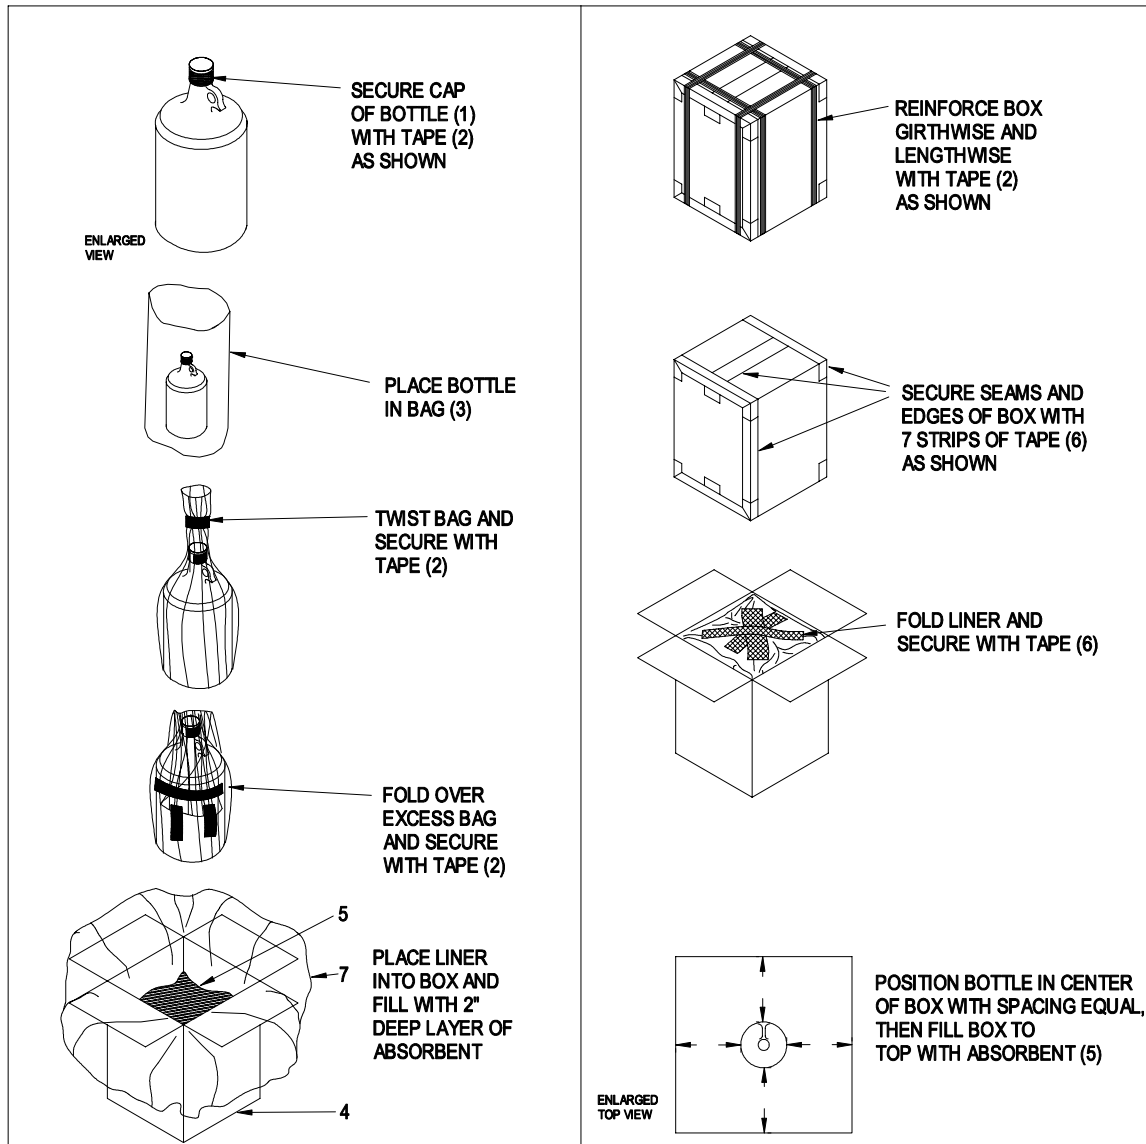 SECURE CAP
OF BOTTLE (1)
WITH TAPE (2)
AS SHOWN
ENLARGED
VIEW
PLACE BOTTLE
IN BAG (3)
TWIST BAG AND
SECURE WITH
TAPE (2)
FOLD OVER
EXCESS BAG
AND SECURE
WITH TAPE (2)
5
7
PLACE LINER
INTO BOX AND
FILL WITH 2"
DEEP LAYER OF
ABSORBENT
4
REINFORCE BOX
GIRTHWISE AND
LENGTHWISE
WITH TAPE (2)
AS SHOWN
SECURE SEAMS AND
EDGES OF BOX WITH
7 STRIPS OF TAPE (6)
AS SHOWN
FOLD LINER AND
SECURE WITH TAPE (6)
POSITION BOTTLE IN CENTER
OF BOX WITH SPACING EQUAL,
THEN FILL BOX TO
TOP WITH ABSORBENT (5)
ENLARGED
TOP VIEW